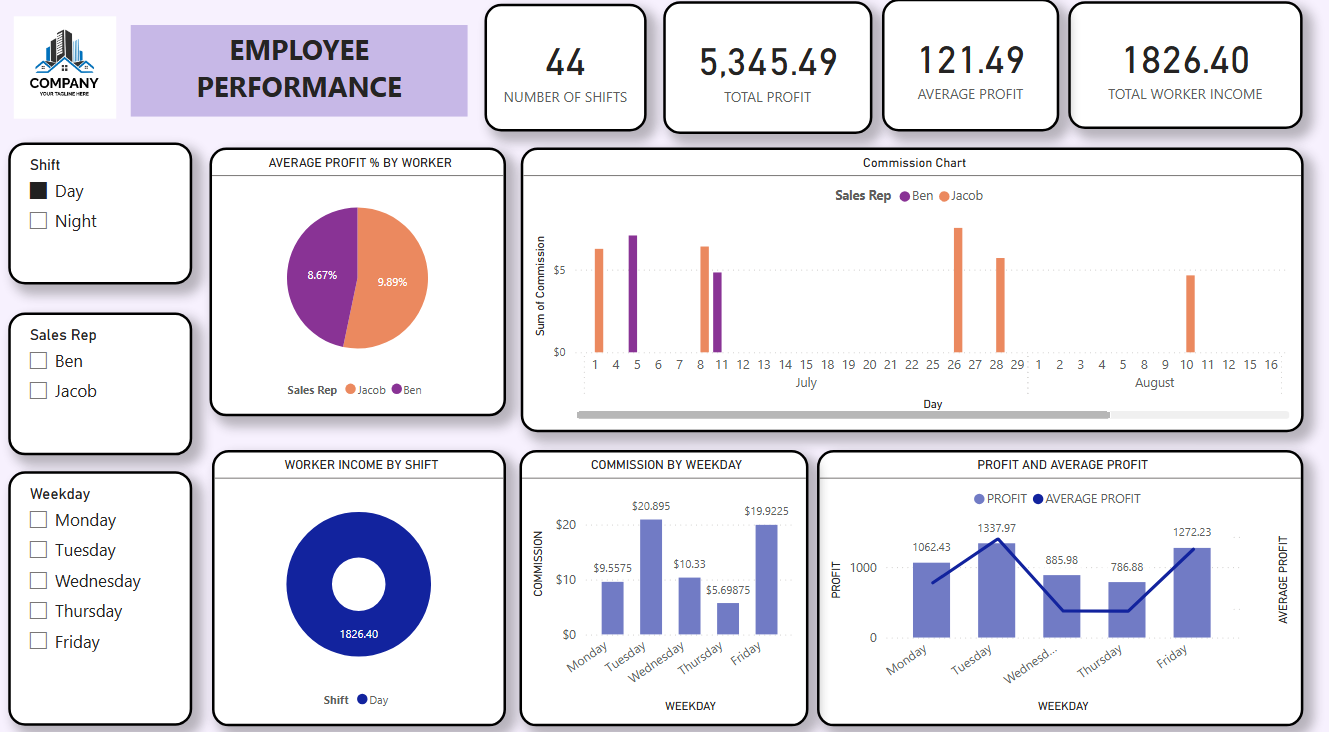 COMPANY
YOUR TAGLINE HERE
EMPLOYEE
PERFORMANCE
44
NUMBER OF SHIFTS
5,345.49
TOTAL PROFIT
121.49
AVERAGE PROFIT
1826.40
TOTAL WORKER INCOME
Shift
Day
Night
Sales Rep
Ben
Jacob
Weekday
Monday
Tuesday
Wednesday
Thursday
Friday
AVERAGE PROFIT % BY WORKER
8.67%
9.89%
Sales Rep Jacob Ben
Commission Chart
Sales Rep Ben Jacob
Sum of Commission
$5
$0
1 4 5 6 7 8 11 12 13 14 15 18 19 20 21 22 25 26 27 28 29 1 2 3 4 5 8 9 10 11 12 15 16
July August
Day
WORKER INCOME BY SHIFT
1826.40
Shift Day
COMMISSION BY WEEKDAY
COMMISSION
$20
$10
$0
$9.5575
$20.895
$10.33
$5.69875
$19.9225
Monday
Tuesday
Wednesday
Thursday
Friday
WEEKDAY
PROFIT AND AVERAGE PROFIT
PROFIT AVERAGE PROFIT
PROFIT
1000
0
1062.43
1337.97
885.98
786.88
1272.23
Monday
Tuesday
Wednesd...
Thursday
Friday
WEEKDAY
AVERAGE PROFIT